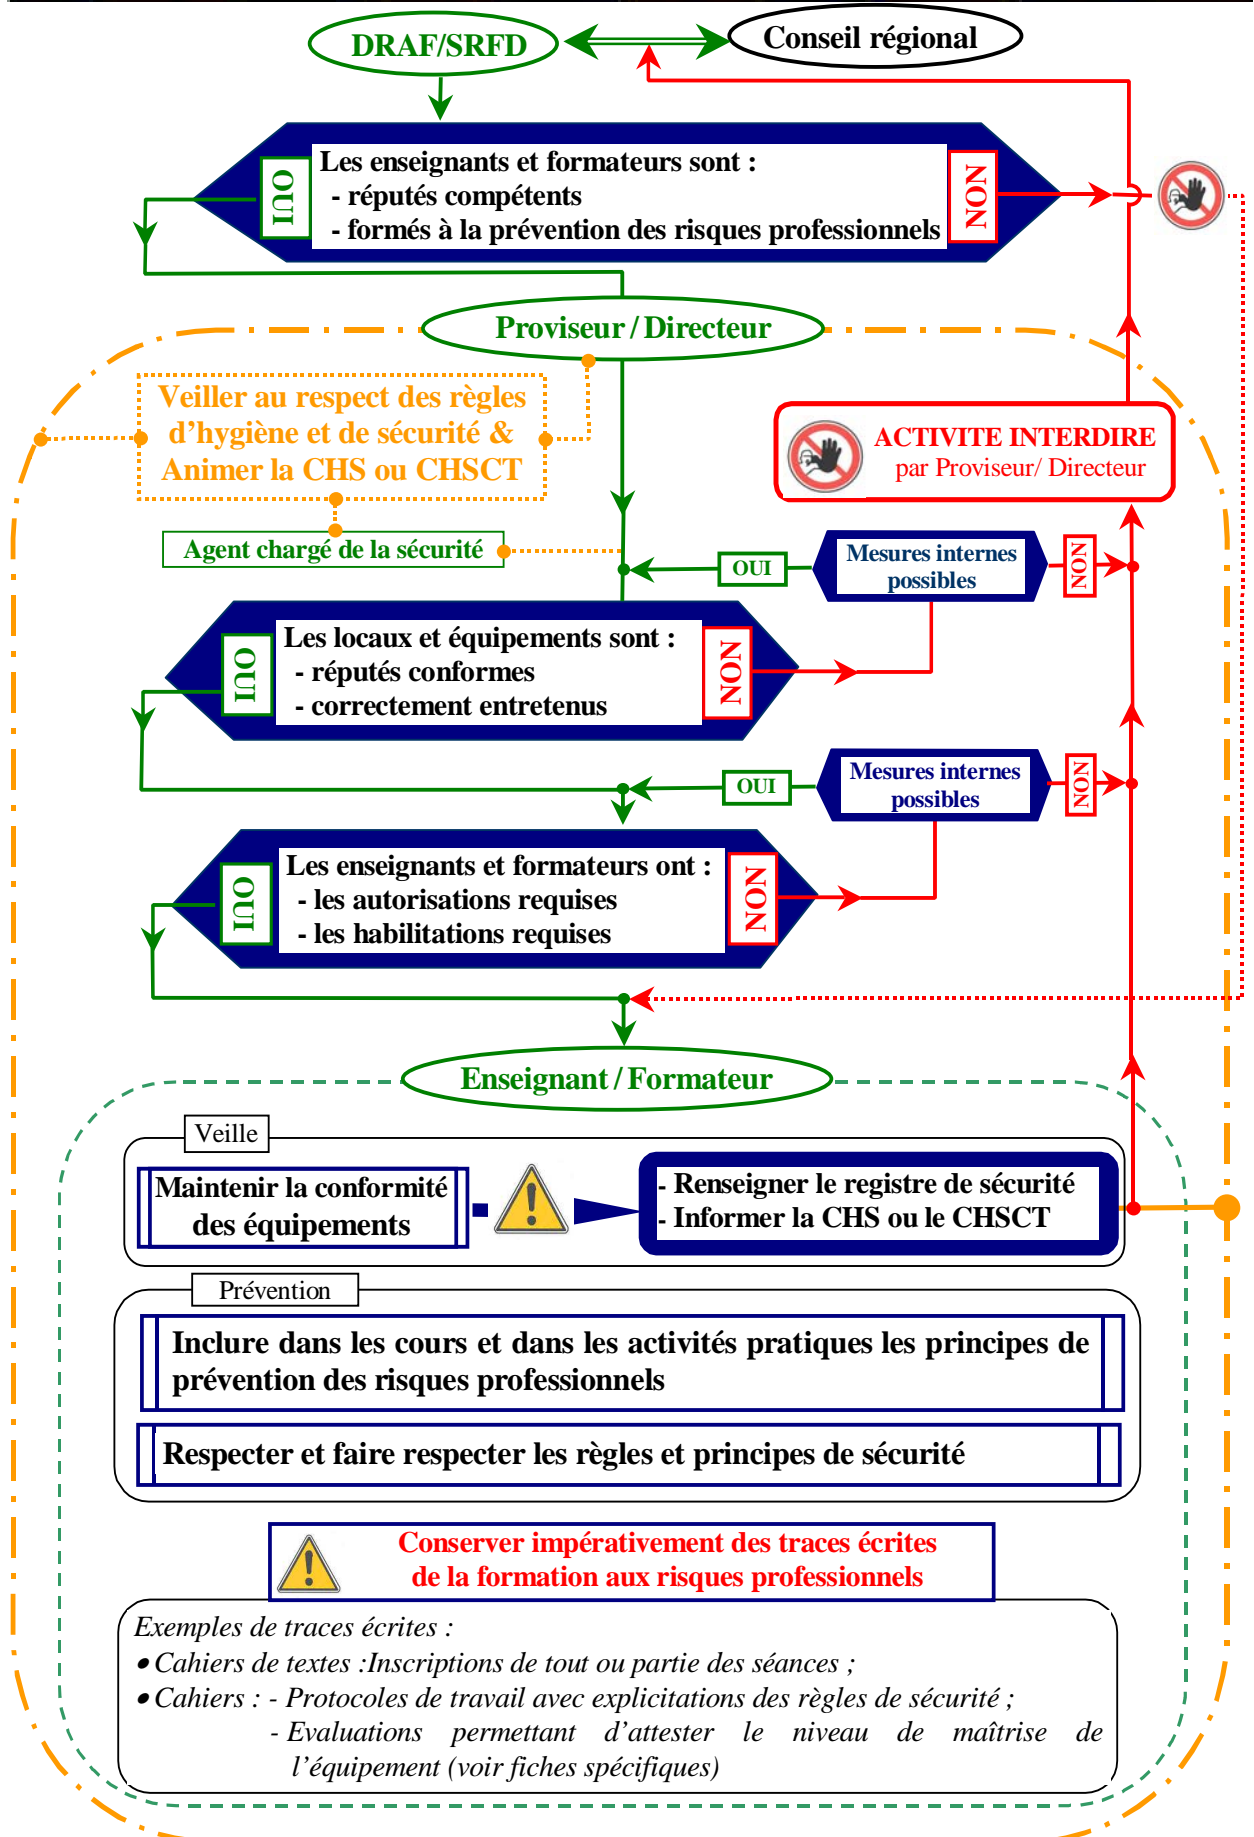 DRAF/SRFD
Conseil régional
Les enseignants et formateurs sont :
- réputés compétents
- formés à la prévention des risques professionnels
OUI
NON
Proviseur / Directeur
Veiller au respect des règles
d’hygiène et de sécurité &
Animer la CHS ou CHSCT
ACTIVITE INTERDIRE
par Proviseur/ Directeur
Agent chargé de la sécurité
OUI
Mesures internes
possibles
NON
Les locaux et équipements sont :
- réputés conformes
- correctement entretenus
OUI
NON
OUI
Mesures internes
possibles
NON
Les enseignants et formateurs ont :
- les autorisations requises
- les habilitations requises
OUI
NON
Enseignant / Formateur
Veille
Maintenir la conformité
des équipements
- Renseigner le registre de sécurité
- Informer la CHS ou le CHSCT
Prévention
Inclure dans les cours et dans les activités pratiques les principes de
prévention des risques professionnels
Respecter et faire respecter les règles et principes de sécurité
Conserver impérativement des traces écrites
de la formation aux risques professionnels
Exemples de traces écrites :
• Cahiers de textes :Inscriptions de tout ou partie des séances ;
• Cahiers : - Protocoles de travail avec explicitations des règles de sécurité ;
- Evaluations permettant d’attester le niveau de maîtrise de
l’équipement (voir fiches spécifiques)